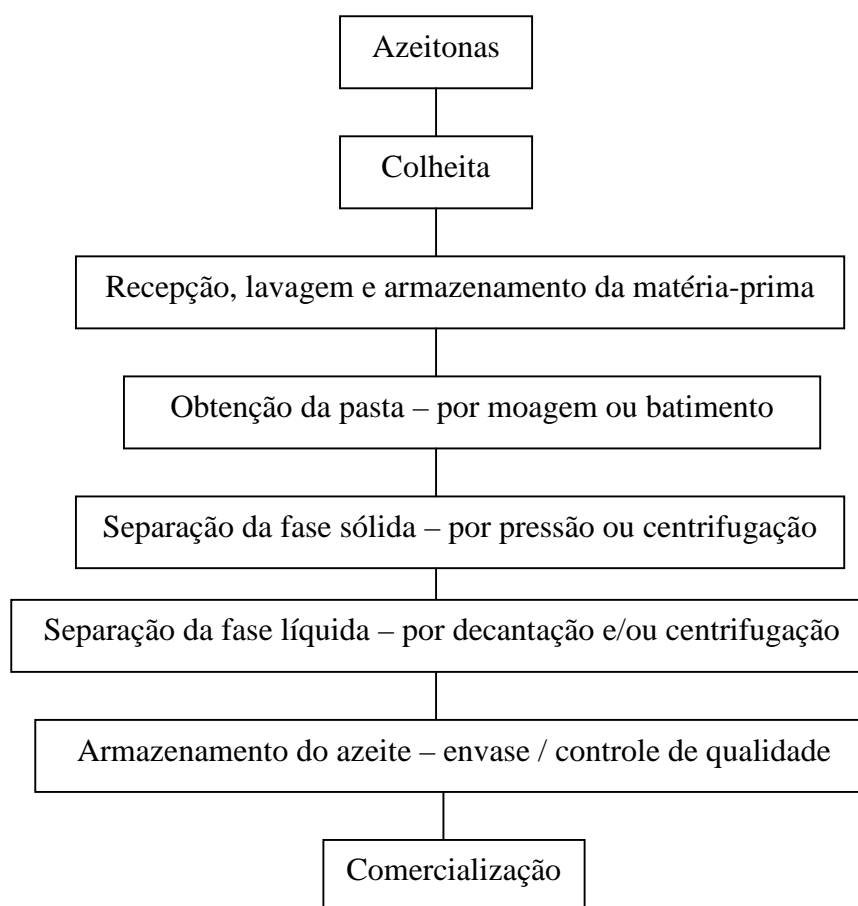 Azeitonas
Colheita
Recepção, lavagem e armazenamento da matéria-prima
Obtenção da pasta – por moagem ou batimento
Separação da fase sólida – por pressão ou centrifugação
Separação da fase líquida – por decantação e/ou centrifugação
Armazenamento do azeite – envase / controle de qualidade
Comercialização